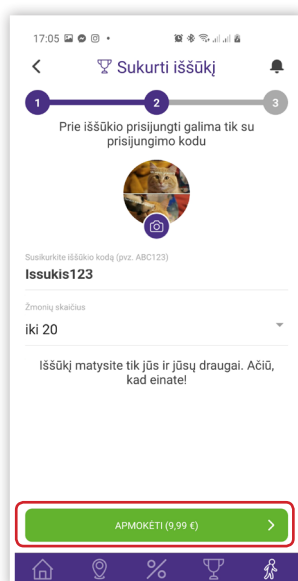 17:05
Sukurti iššūkį
1 2 3
Prie iššūkio prisijungti galima tik su
prisijungimo kodu
Susikurkite iššūkio kodą (pvz. ABC123)
Issukis123
Žmonių skaičius
iki 20
Iššūkį matysite tik jūs ir jūsų draugai. Ačiū,
kad einate!
APMOKĖTI (9,99 €)